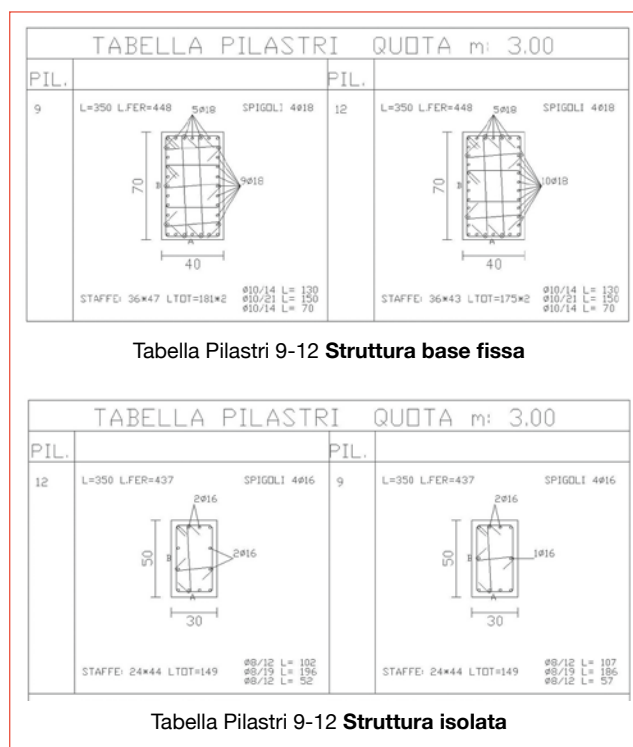 TABELLA PILASTRI QUOTA m: 3.00
PIL. PIL.
9 L=350 L.FER=448 5ø18 SPIGOLI 4ø18
70
B
9ø18
A
40
STAFFE: 36*47 LTOT=181*2
ø10/14 L= 130
ø10/21 L= 150
ø10/14 L= 70
12 L=350 L.FER=448 5ø18 SPIGOLI 4ø18
70
B
10ø18
A
40
STAFFE: 36*43 LTOT=175*2
ø10/14 L= 130
ø10/21 L= 150
ø10/14 L= 70
Tabella Pilastri 9-12 Struttura base fissa
TABELLA PILASTRI QUOTA m: 3.00
PIL. PIL.
12 L=350 L.FER=437 SPIGOLI 4ø16
2ø16
50
B
2ø16
A
30
STAFFE: 24*44 LTOT=149
ø8/12 L= 102
ø8/19 L= 196
ø8/12 L= 52
9 L=350 L.FER=437 SPIGOLI 4ø16
2ø16
50
B
1ø16
A
30
STAFFE: 24*44 LTOT=149
ø8/12 L= 107
ø8/19 L= 186
ø8/12 L= 57
Tabella Pilastri 9-12 Struttura isolata